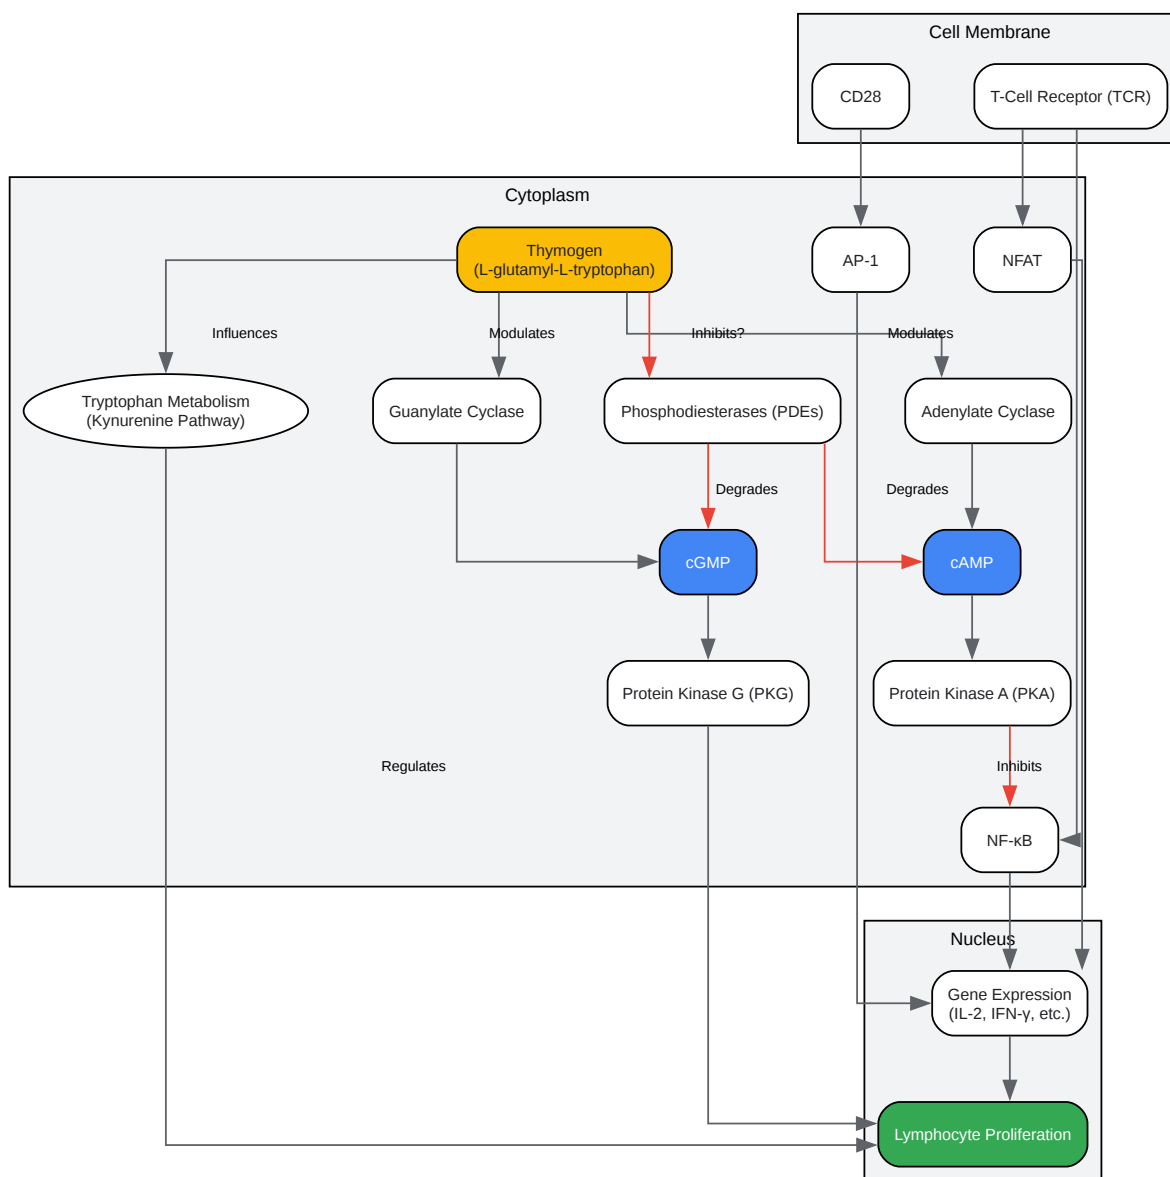 Cell Membrane
CD28
T-Cell Receptor (TCR)
Cytoplasm
Thymogen
(L-glutamyl-L-tryptophan)
AP-1
NFAT
Influences
Modulates
Inhibits?
Modulates
Tryptophan Metabolism
(Kynurenine Pathway)
Guanylate Cyclase
Phosphodiesterases (PDEs)
Adenylate Cyclase
Degrades
Degrades
cGMP
cAMP
Protein Kinase G (PKG)
Protein Kinase A (PKA)
Regulates
Inhibits
NF-κB
Nucleus
Gene Expression
(IL-2, IFN-γ, etc.)
Lymphocyte Proliferation